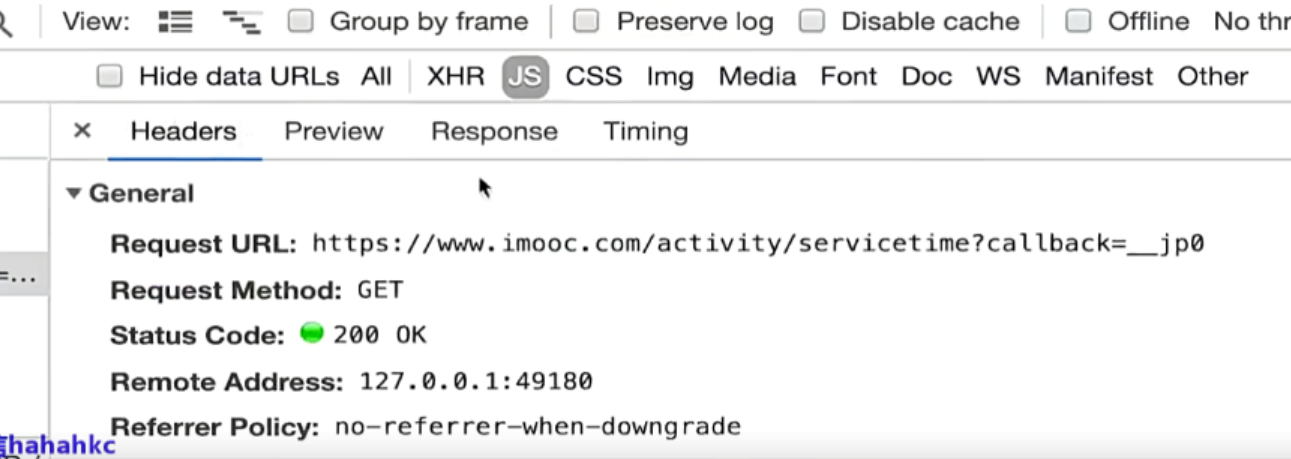 View: Group by frame Preserve log Disable cache Offline No thr
Hide data URLs All XHR JS CSS Img Media Font Doc WS Manifest Other
× Headers Preview Response Timing
General
Request URL: https://www.imooc.com/activity/servicetime?callback=__jp0
=...
Request Method: GET
Status Code: 200 OK
Remote Address: 127.0.0.1:49180
Referrer Policy: no-referrer-when-downgrade
hahahkc